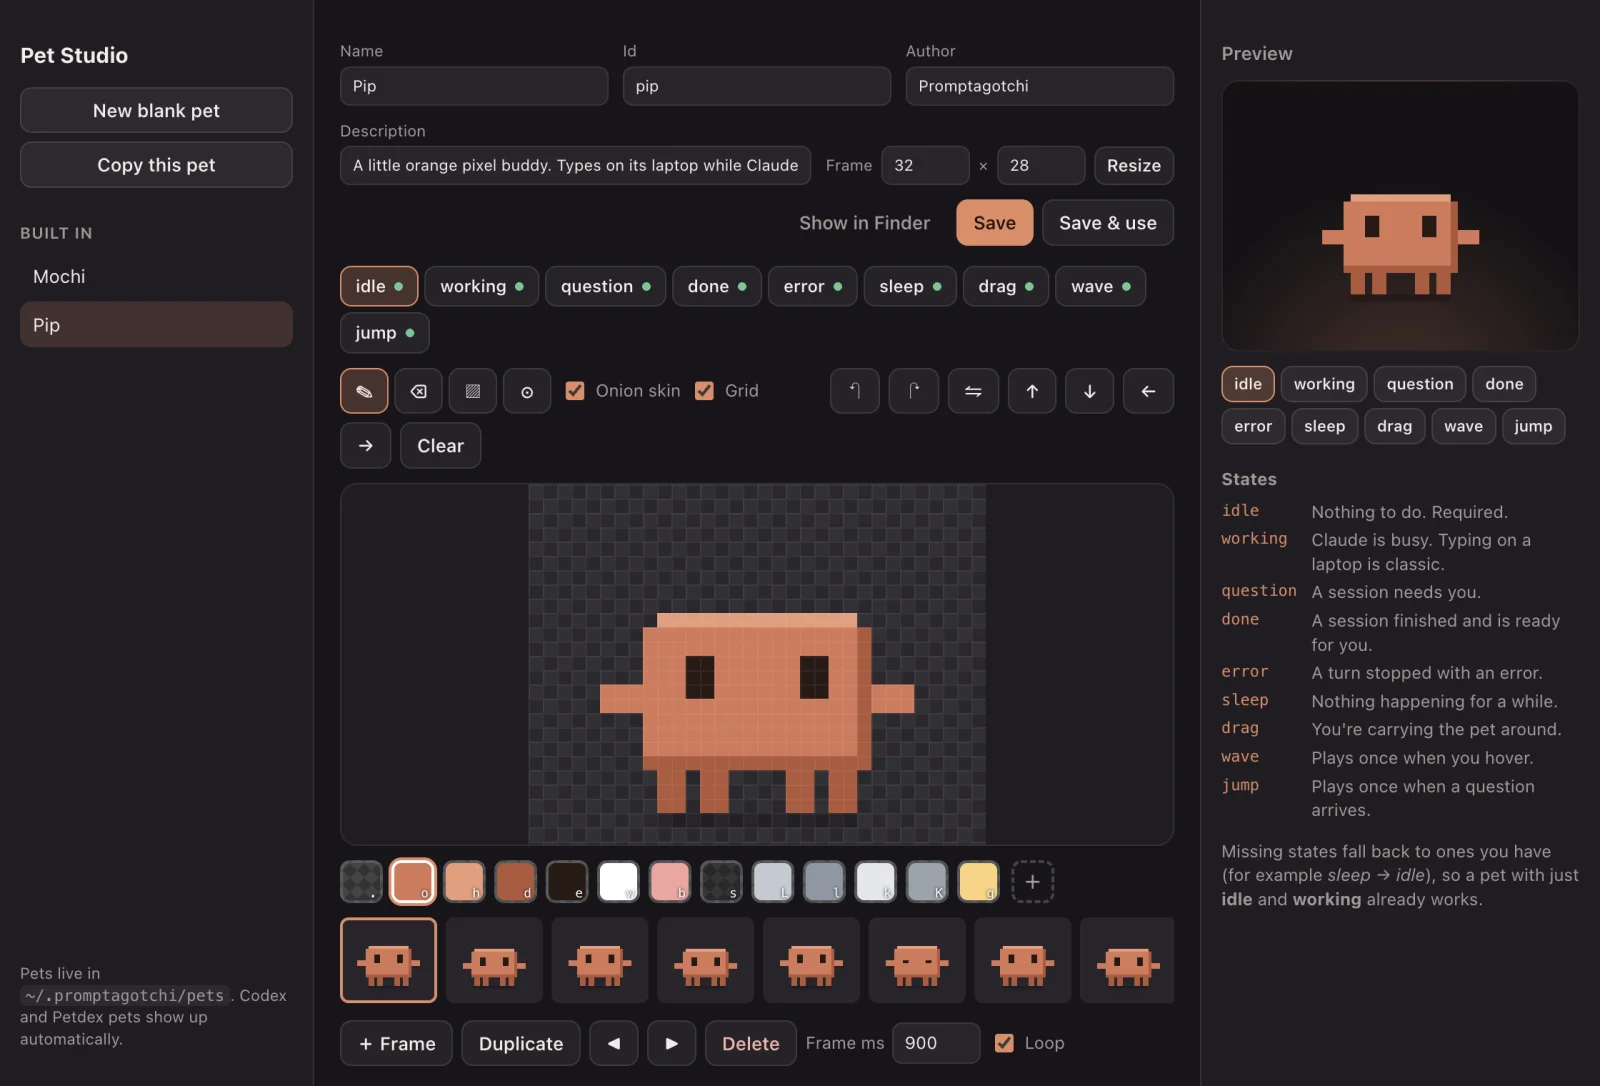 Pet Studio
New blank pet
Copy this pet
BUILT IN
Mochi
Pip
Pets live in
~/.promptagotchi/pets . Codex
and Petdex pets show up
automatically.
Name
Id
Author
Pip
pip
Promptagotchi
Description
A little orange pixel buddy. Types on its laptop while Claude
Frame
32
×
28
Resize
Show in Finder
Save
Save & use
idle
working
question
done
error
sleep
drag
wave
jump
Onion skin
Grid
→
Clear
. o h d e w b s L l k K g +
+ Frame
Duplicate
◀
▶
Delete
Frame ms
900
Loop
Preview
idle
working
question
done
error
sleep
drag
wave
jump
States
idle Nothing to do. Required.
working Claude is busy. Typing on a
laptop is classic.
question A session needs you.
done A session finished and is ready
for you.
error A turn stopped with an error.
sleep Nothing happening for a while.
drag You're carrying the pet around.
wave Plays once when you hover.
jump Plays once when a question
arrives.
Missing states fall back to ones you have
(for example sleep → idle), so a pet with just
idle and working already works.